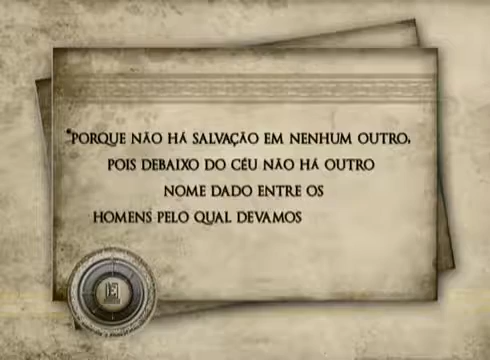 "PORQUE NÃO HÁ SALVAÇÃO EM NENHUM OUTRO,
POIS DEBAIXO DO CÉU NÃO HÁ OUTRO
NOME DADO ENTRE OS
HOMENS PELO QUAL DEVAMOS